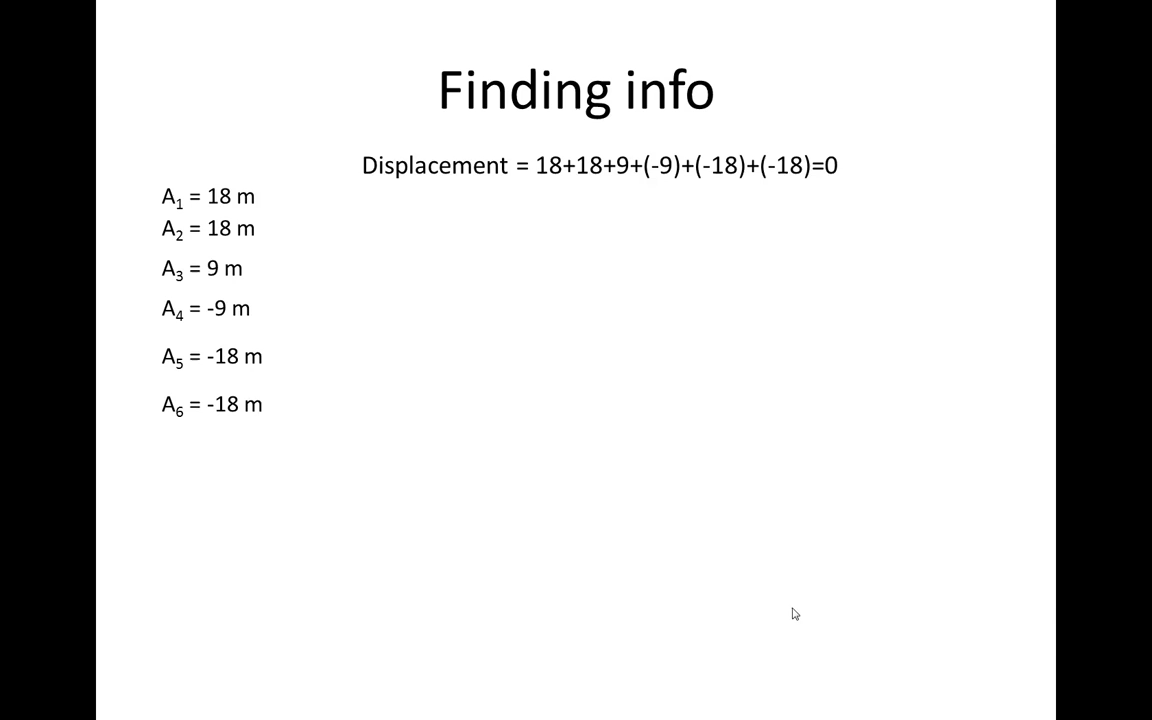 Finding info
Displacement = 18+18+9+(-9)+(-18)+(-18)=0
A₁ = 18 m
A₂ = 18 m
A₃ = 9 m
A₄ = -9 m
A₅ = -18 m
A₆ = -18 m